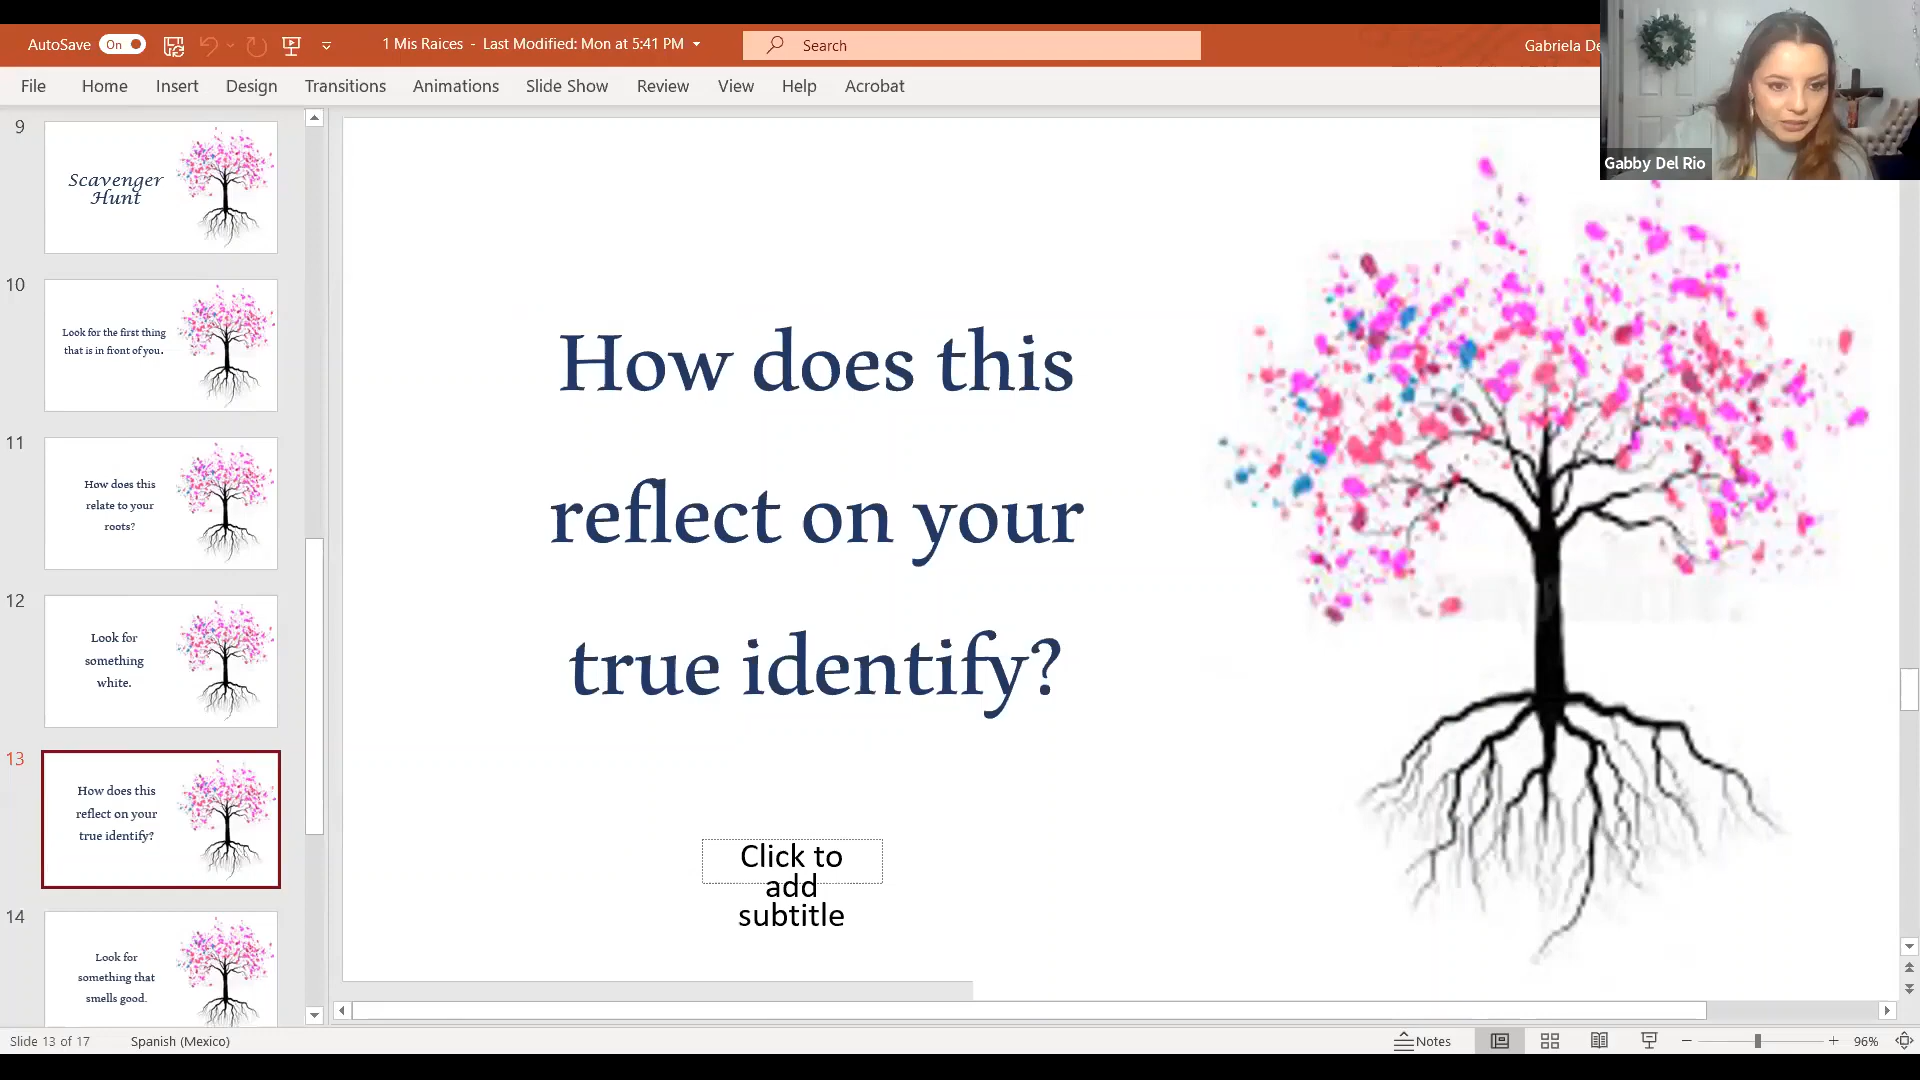 AutoSave On 1 Mis Raices - Last Modified: Mon at 5:41 PM Search Gabriela De
File Home Insert Design Transitions Animations Slide Show Review View Help Acrobat
Gabby Del Rio
9
Scavenger
Hunt
10
Look for the first thing
that is in front of you.
11
How does this
relate to your
roots?
12
Look for
something
white.
13
How does this
reflect on your
true identify?
14
Look for
something that
smells good.
How does this
reflect on your
true identify?
Click to
add
subtitle
Slide 13 of 17 Spanish (Mexico) Notes 96%